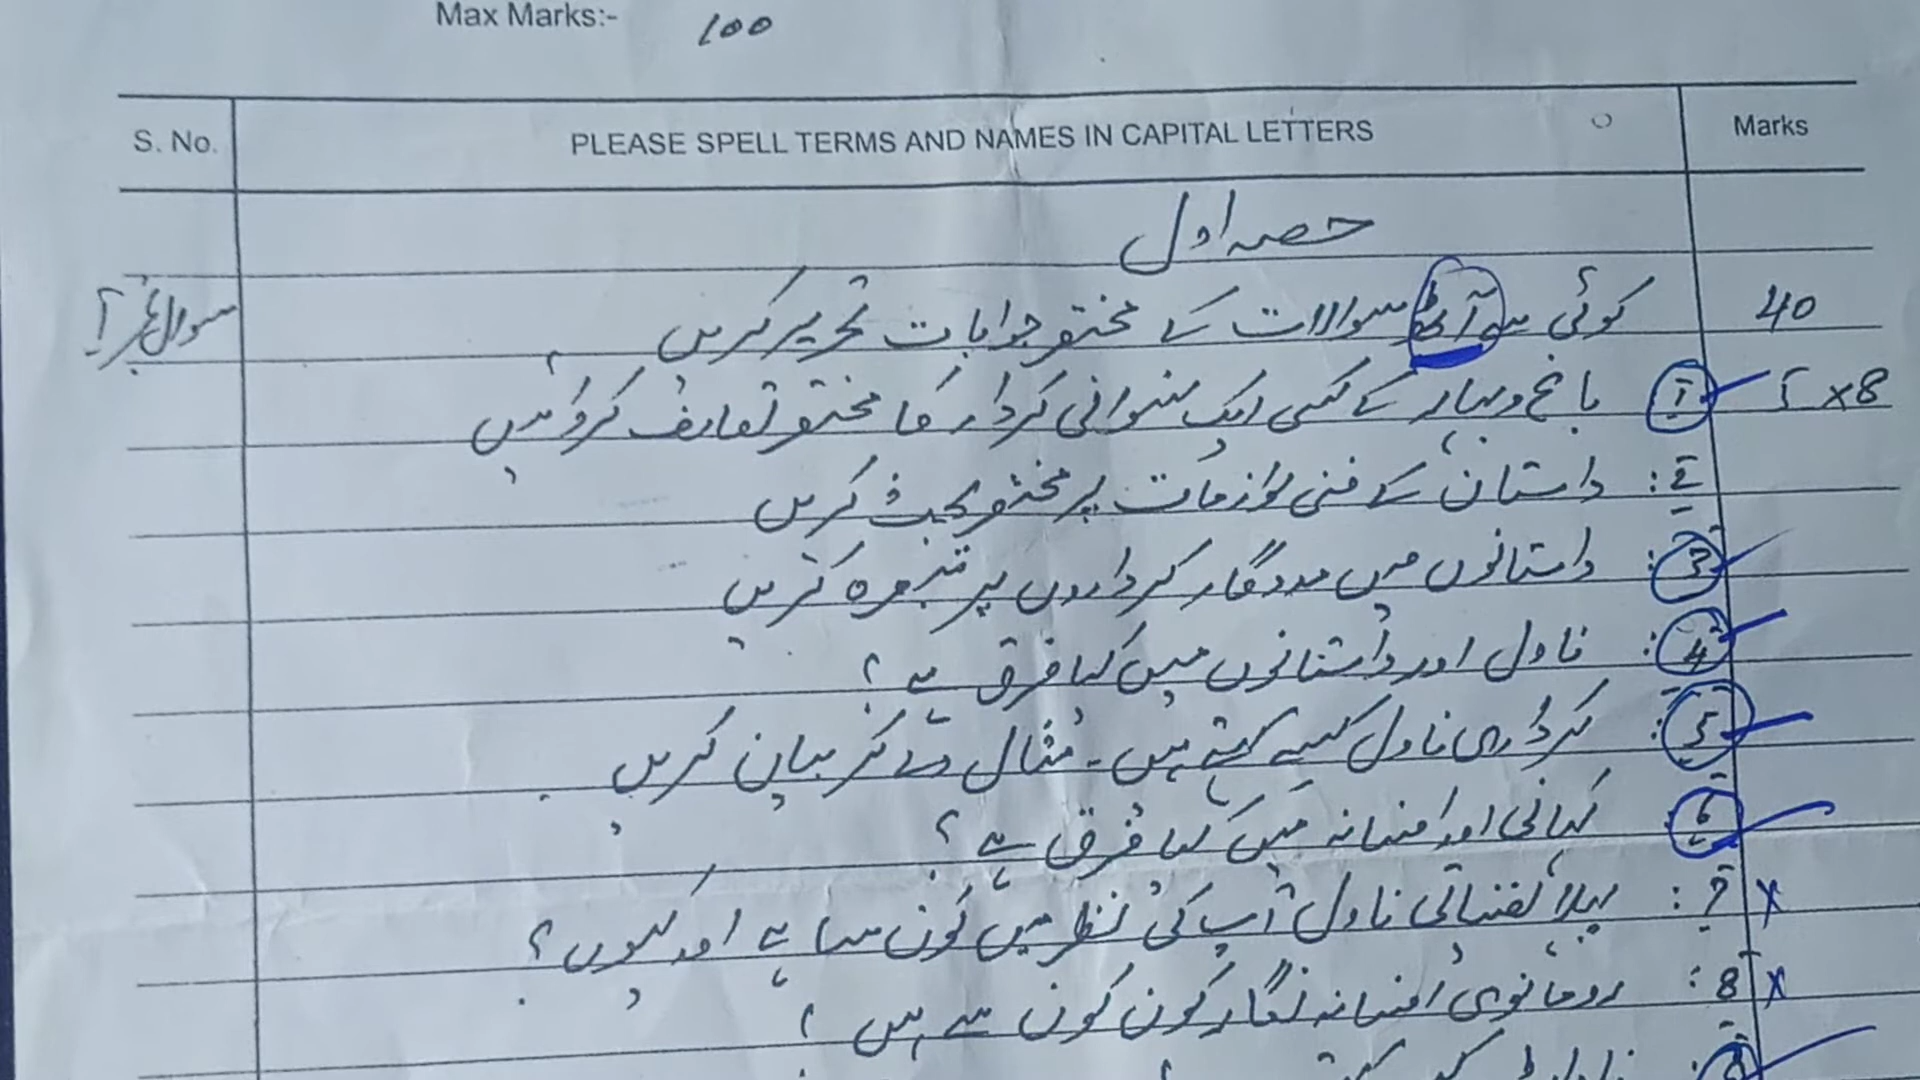 Max Marks:- 100
S. No. PLEASE SPELL TERMS AND NAMES IN CAPITAL LETTERS Marks
حصہ اول
سوال نمبر 1 کوئی سے آٹھ سوالات کے مختصر جوابات تحریر کریں 40
1 باغ و بہار کے کسی ایک نسوانی کردار کا مختصر تعارف کروائیں 5x8
2: داستان کے فنی لوازمات پر مختصر بحث کریں
3: داستانوں میں مددگار کرداروں پر تبصرہ کریں
4: ناول اور داستانوں میں کیا فرق ہے؟
5: کرداری ناول کسے کہتے ہیں۔ مثال دے کر بیان کریں
6 کہانی اور افسانہ میں کیا فرق ہے؟
7: پہلا نفسیاتی ناول آپ کی نظر میں کون سا ہے اور کیوں؟ x
8: رومانوی افسانہ نگار کون کون سے ہیں؟ x